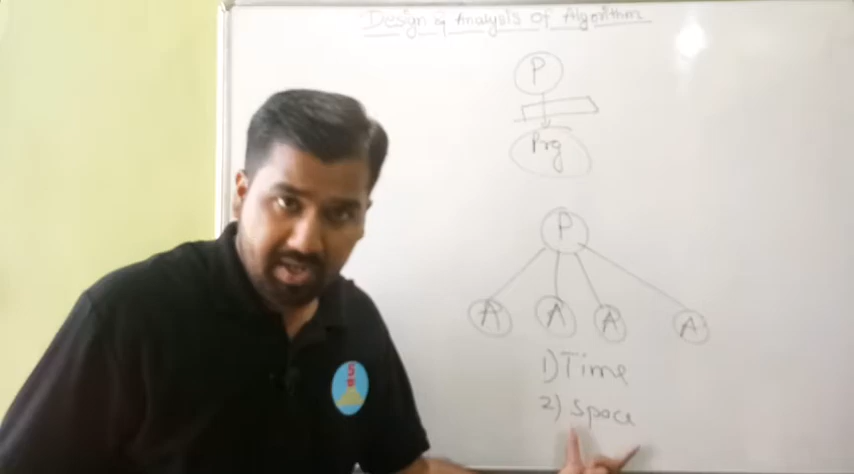 Design & Analysis of Algorithm
P
Prg
P
A A A A
1) Time
2) Space